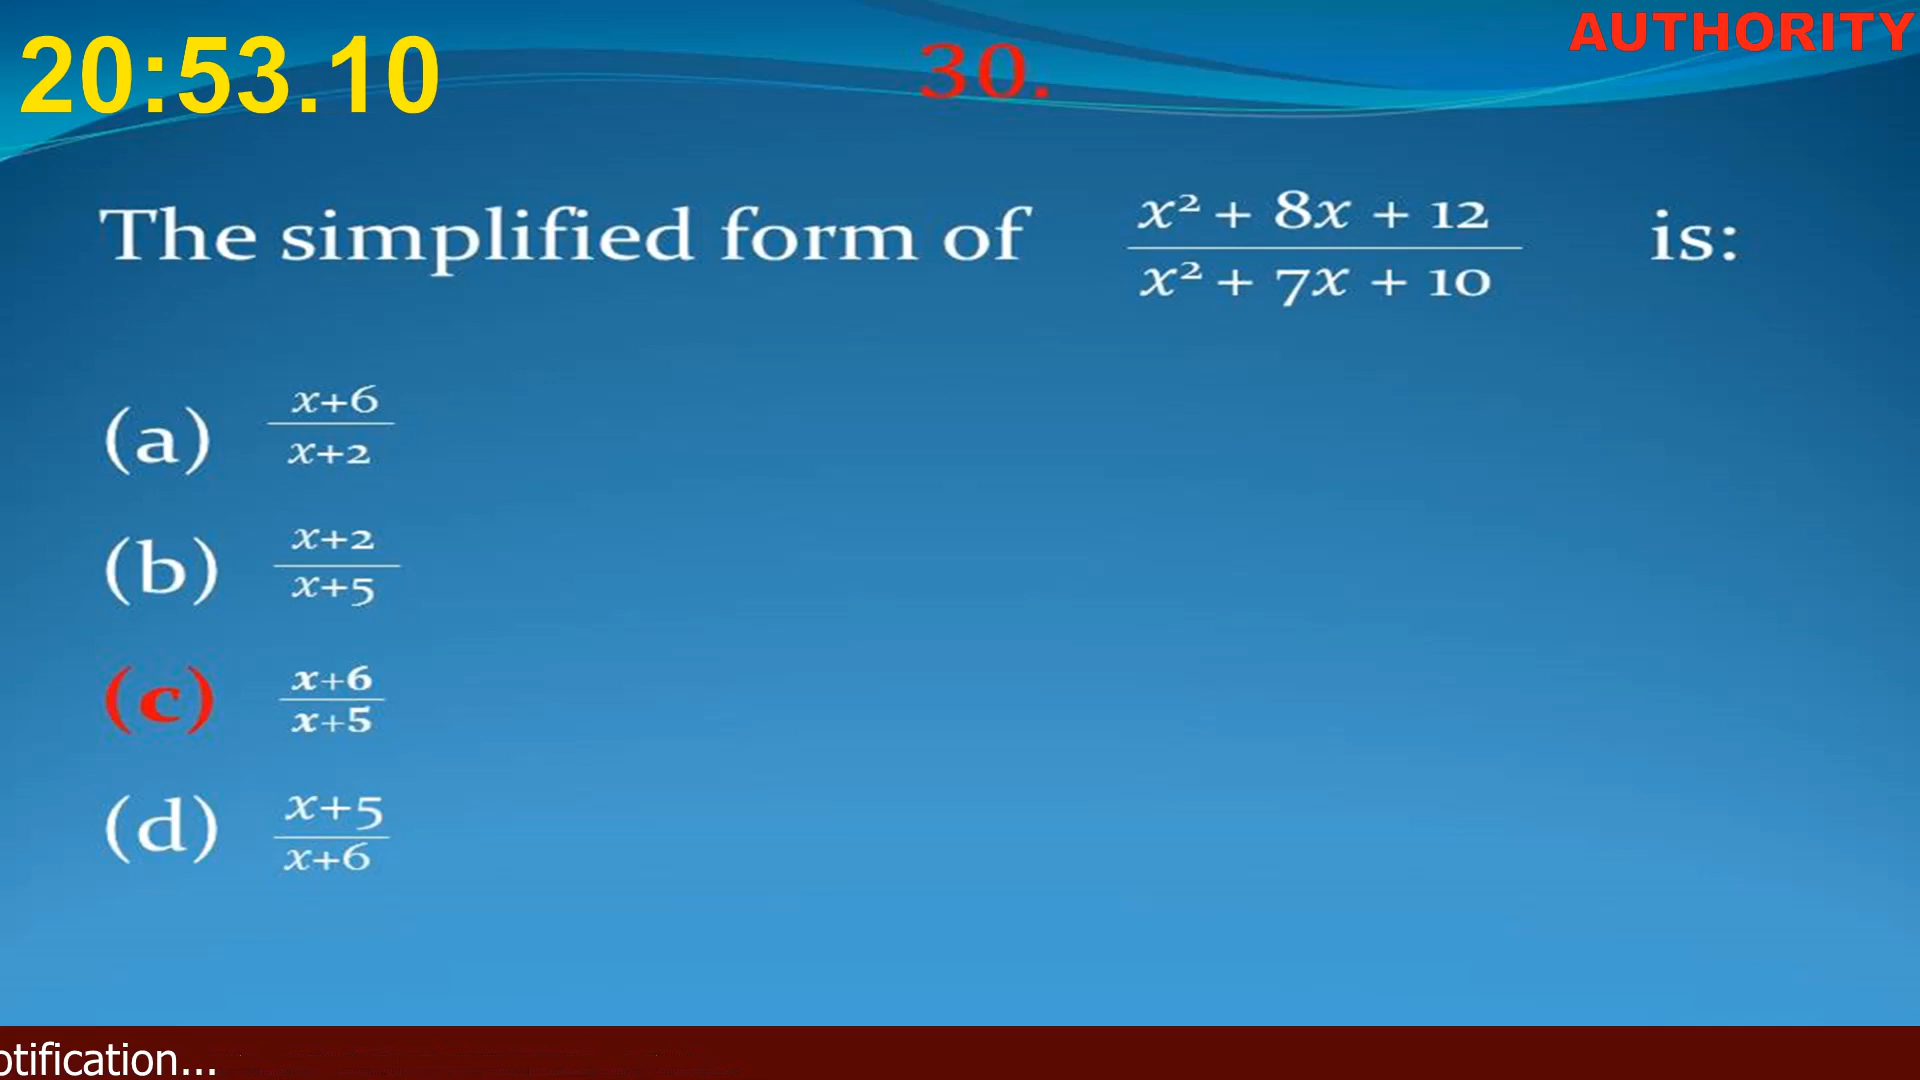 20:53.10
30.
AUTHORITY
The simplified form of x² + 8x + 12 / x² + 7x + 10 is:
(a) x+6 / x+2
(b) x+2 / x+5
(c) x+6 / x+5
(d) x+5 / x+6
otification...